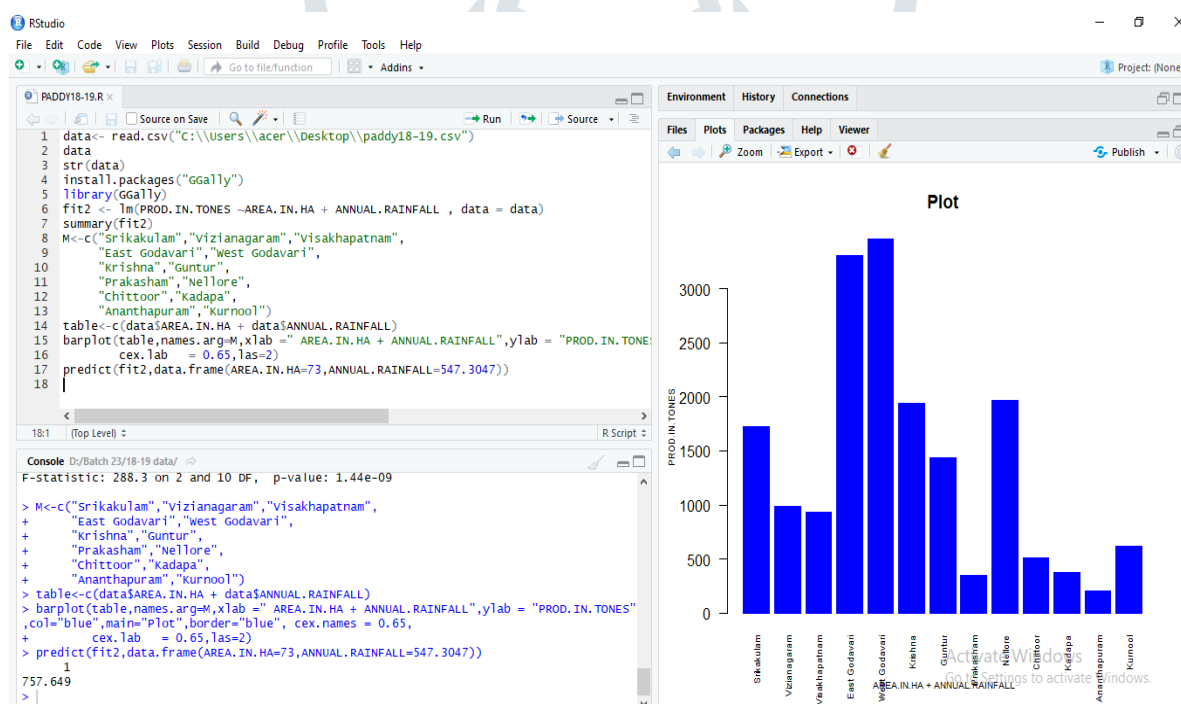 RStudio
File Edit Code View Plots Session Build Debug Profile Tools Help
Go to file/function Addins Project: (None
PADDY18-19.R
Source on Save Run Source
1 data<- read.csv("C:\\Users\\acer\\Desktop\\paddy18-19.csv")
2 data
3 str(data)
4 install.packages("GGally")
5 library(GGally)
6 fit2 <- lm(PROD.IN.TONES ~AREA.IN.HA + ANNUAL.RAINFALL , data = data)
7 summary(fit2)
8 M<-c("Srikakulam","Vizianagaram","Visakhapatnam",
9 "East Godavari","West Godavari",
10 "Krishna","Guntur",
11 "Prakasham","Nellore",
12 "Chittoor","Kadapa",
13 "Ananthapuram","Kurnool")
14 table<-c(data$AREA.IN.HA + data$ANNUAL.RAINFALL)
15 barplot(table,names.arg=M,xlab =" AREA.IN.HA + ANNUAL.RAINFALL",ylab = "PROD.IN.TONE
16 cex.lab = 0.65,las=2)
17 predict(fit2,data.frame(AREA.IN.HA=73,ANNUAL.RAINFALL=547.3047))
18
18:1 (Top Level) R Script
Console D:/Batch 23/18-19 data/
F-statistic: 288.3 on 2 and 10 DF, p-value: 1.44e-09
> M<-c("Srikakulam","Vizianagaram","Visakhapatnam",
+ "East Godavari","West Godavari",
+ "Krishna","Guntur",
+ "Prakasham","Nellore",
+ "Chittoor","Kadapa",
+ "Ananthapuram","Kurnool")
> table<-c(data$AREA.IN.HA + data$ANNUAL.RAINFALL)
> barplot(table,names.arg=M,xlab =" AREA.IN.HA + ANNUAL.RAINFALL",ylab = "PROD.IN.TONES"
,col="blue",main="Plot",border="blue", cex.names = 0.65,
+ cex.lab = 0.65,las=2)
> predict(fit2,data.frame(AREA.IN.HA=73,ANNUAL.RAINFALL=547.3047))
1
757.649
>
Environment History Connections
Files Plots Packages Help Viewer
Zoom Export Publish
Plot
PROD.IN.TONES
3000
2500
2000
1500
1000
500
0
Srikakulam
Vizianagaram
Visakhapatnam
East Godavari
West Godavari
Krishna
Guntur
Prakasham
Nellore
Chittoor
Kadapa
Ananthapuram
Kurnool
AREA.IN.HA + ANNUAL.RAINFALL
Activate Windows
Go to Settings to activate Windows.